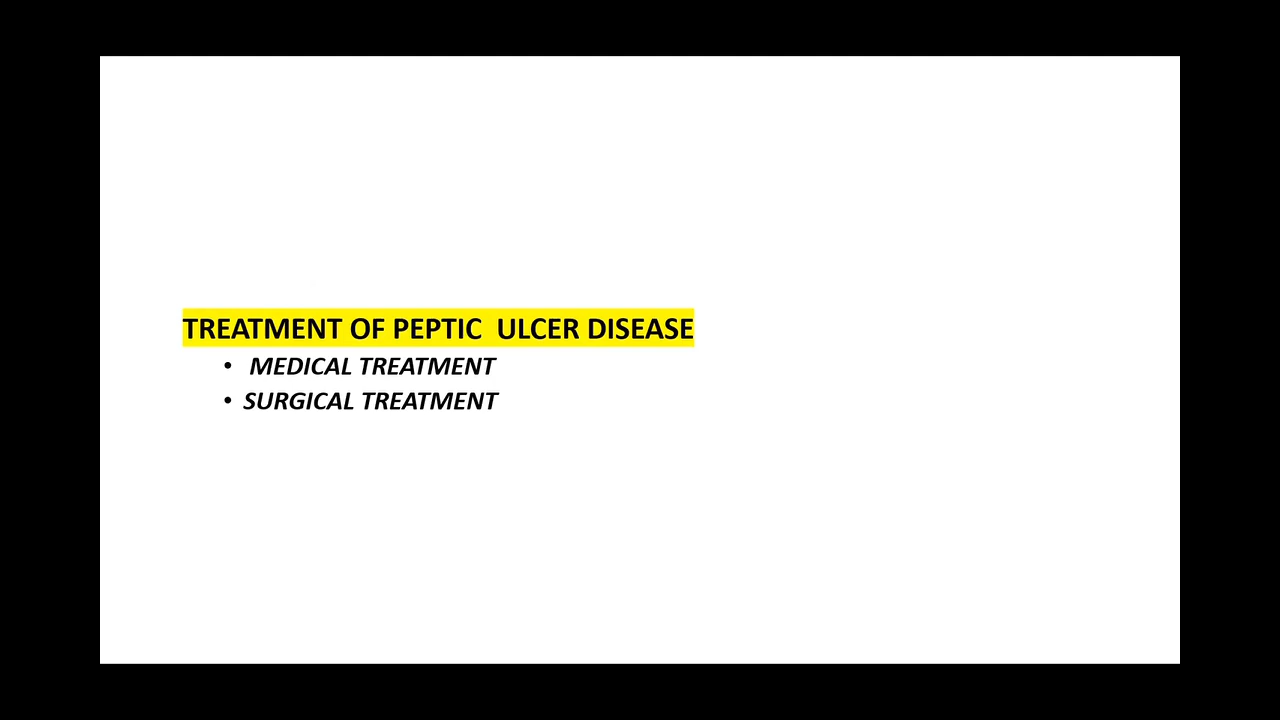 TREATMENT OF PEPTIC  ULCER DISEASE
• MEDICAL TREATMENT
• SURGICAL TREATMENT